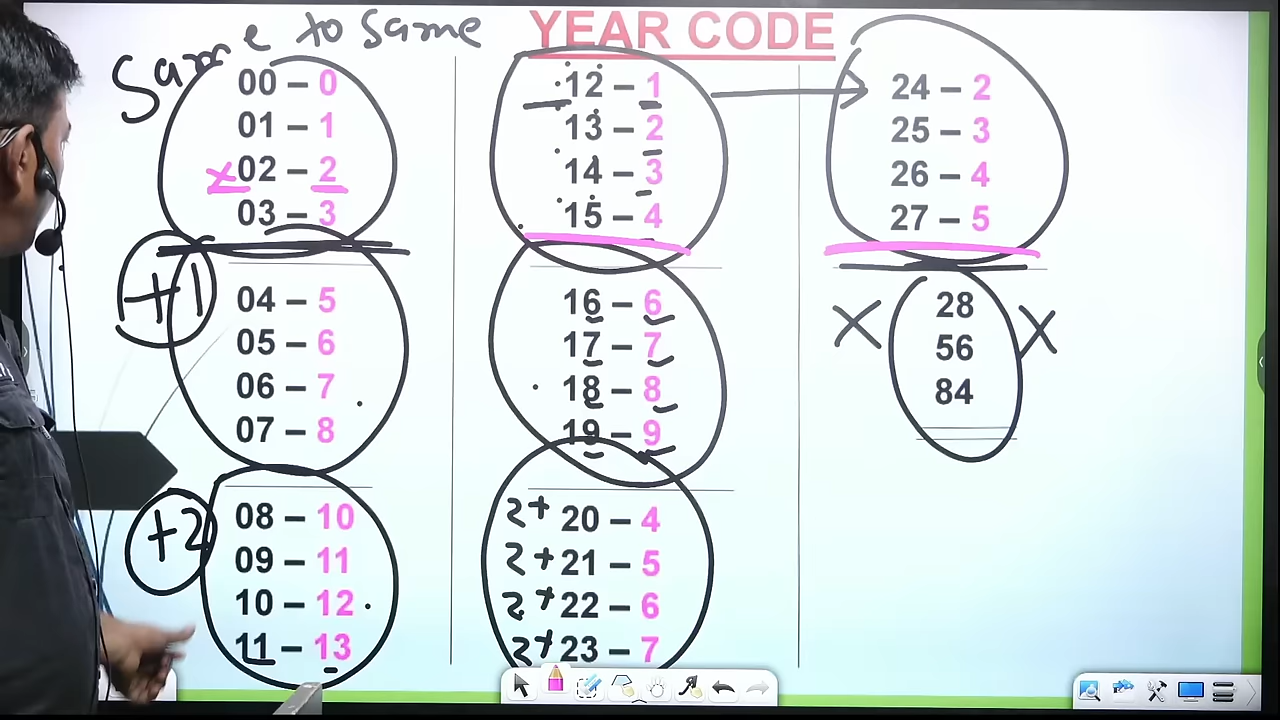 Same to Same
YEAR CODE
00 – 0
01 – 1
x02 – 2
03 – 3
+1
04 – 5
05 – 6
06 – 7
07 – 8
+2
08 – 10
09 – 11
10 – 12
11 – 13
12 – 1
13 – 2
14 – 3
15 – 4
16 – 6
17 – 7
18 – 8
19 – 9
2+ 20 – 4
2+ 21 – 5
2+ 22 – 6
2+ 23 – 7
24 – 2
25 – 3
26 – 4
27 – 5
X 28 X
56
84